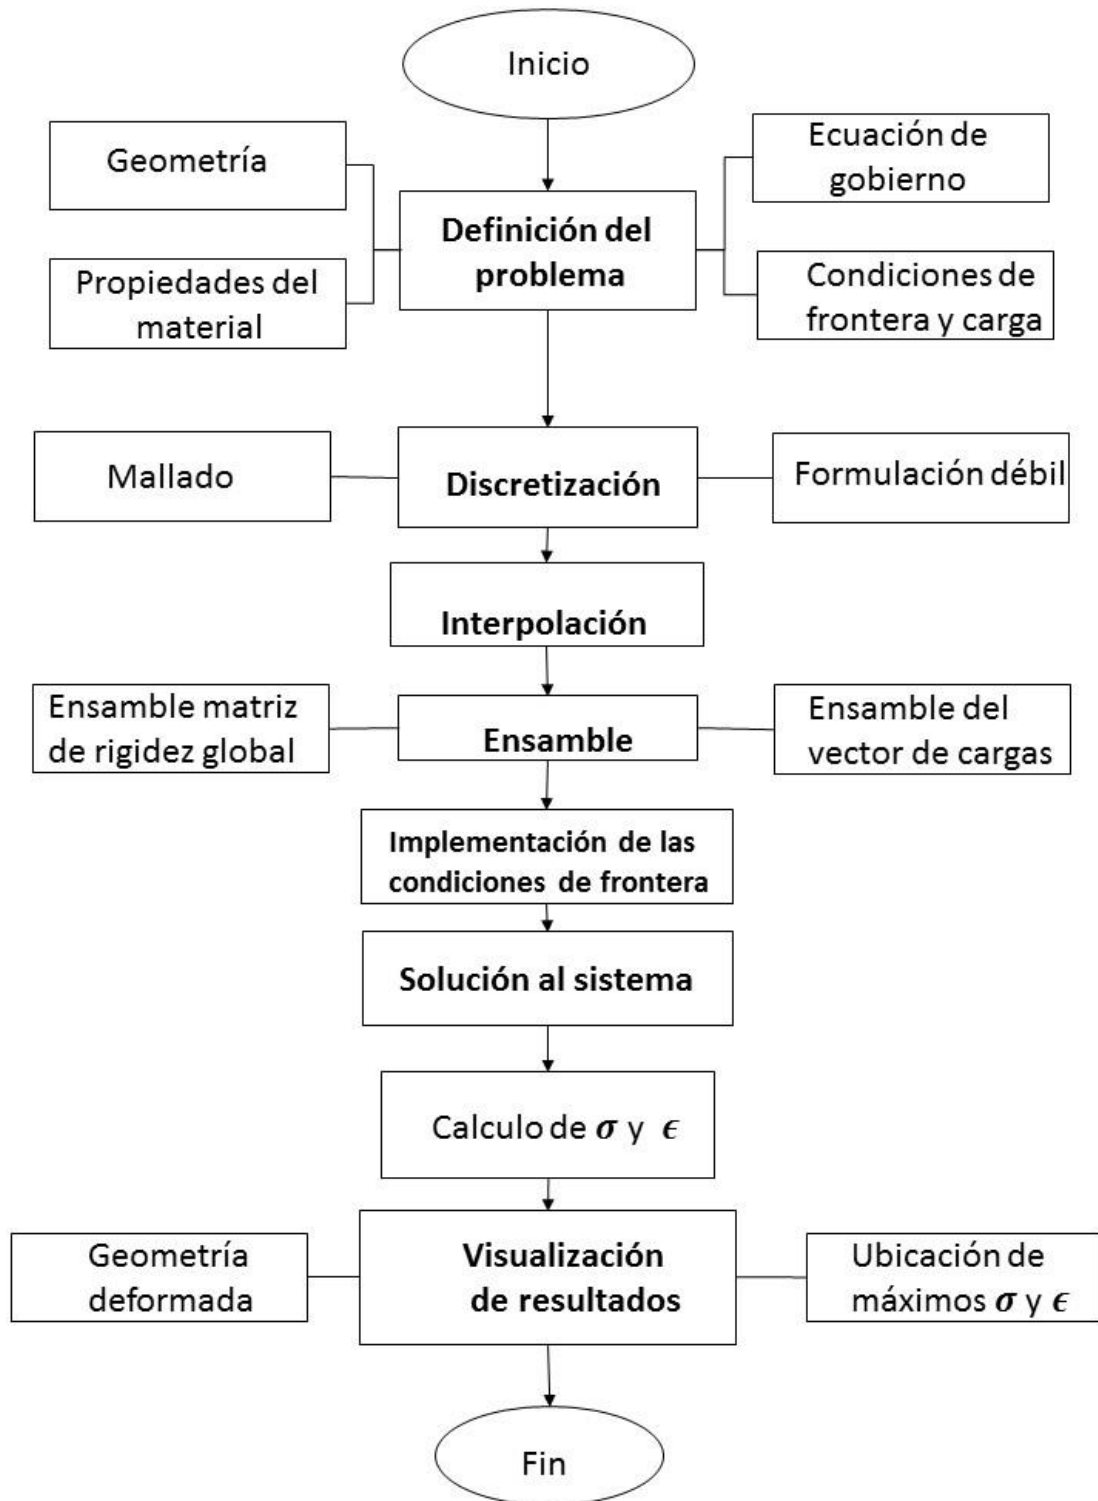 Inicio
Geometría
Ecuación de
gobierno
Definición del
problema
Propiedades del
material
Condiciones de
frontera y carga
Mallado
Discretización
Formulación débil
Interpolación
Ensamble matriz
de rigidez global
Ensamble
Ensamble del
vector de cargas
Implementación de las
condiciones de frontera
Solución al sistema
Calculo de σ y ϵ
Geometría
deformada
Visualización
de resultados
Ubicación de
máximos σ y ϵ
Fin